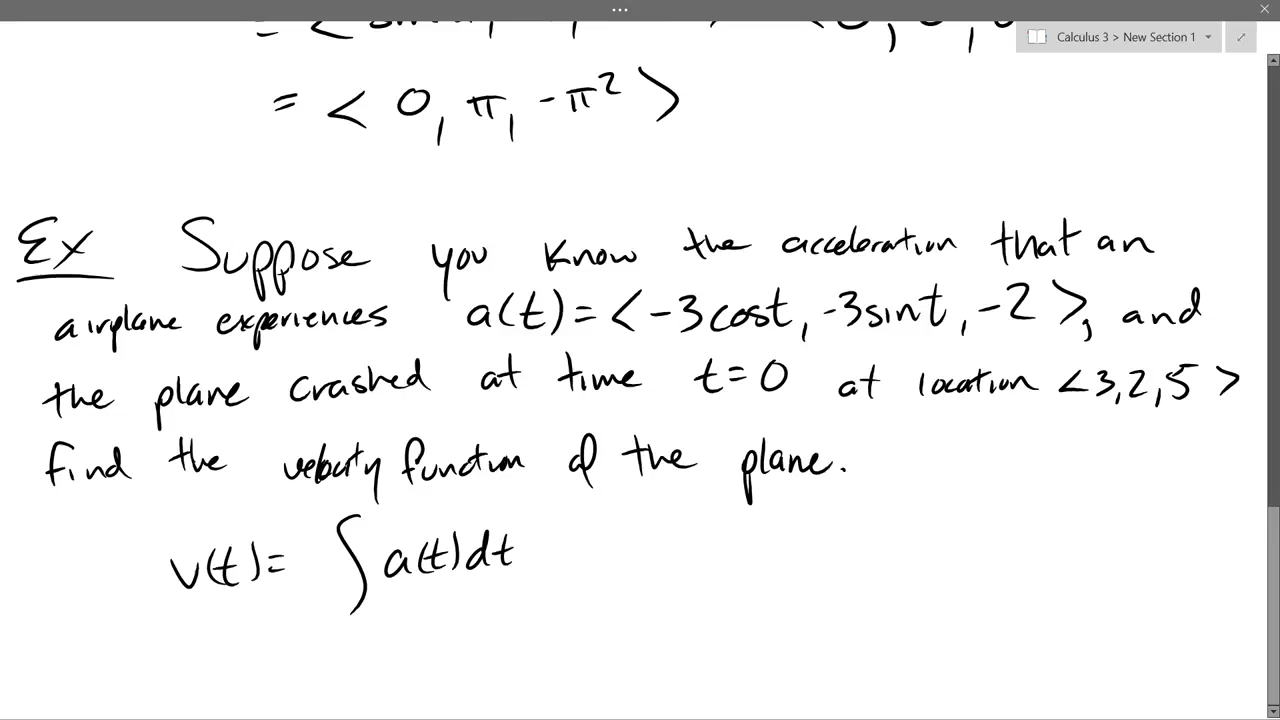 Calculus 3 > New Section 1
= < 0, π, -π² >
Ex Suppose you know the acceleration that an
airplane experiences a(t) = < -3cost, -3sint, -2 >, and
the plane crashed at time t=0 at location <3,2,5>
find the velocity function of the plane.
v(t)= ∫ a(t)dt